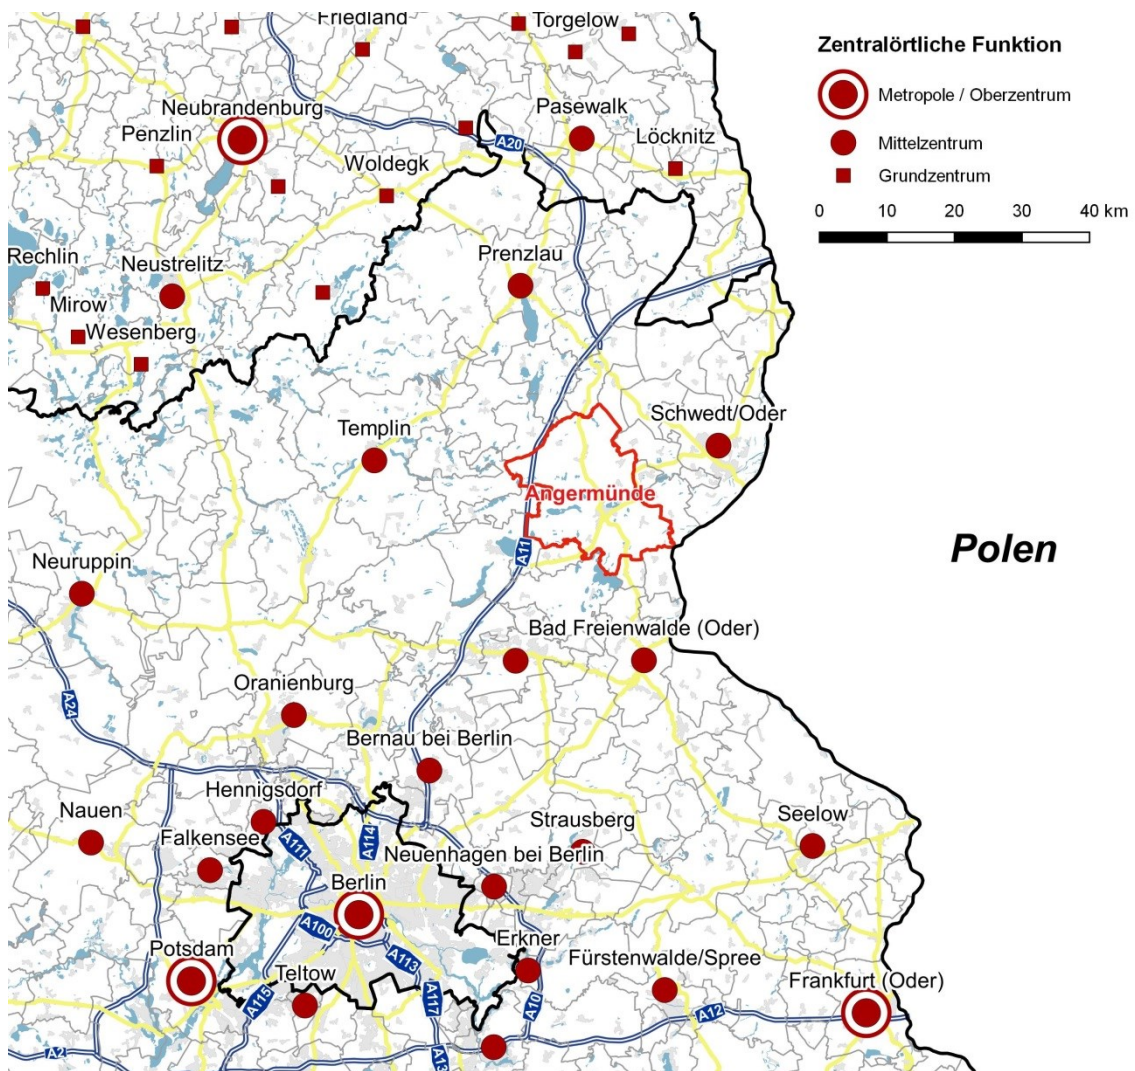 Friedland
Torgelow
Zentralörtliche Funktion
Metropole / Oberzentrum
Mittelzentrum
Grundzentrum
0 10 20 30 40 km
Neubrandenburg
Pasewalk
Penzlin
A20
Löcknitz
Woldegk
Rechlin
Neustrelitz
Prenzlau
Mirow
Wesenberg
Templin
Schwedt/Oder
Angermünde
A11
Polen
Neuruppin
Bad Freienwalde (Oder)
Oranienburg
A24
Bernau bei Berlin
Nauen
Hennigsdorf
Strausberg
Seelow
Falkensee
A111
A114
Neuenhagen bei Berlin
Berlin
A100
Potsdam
A113
Erkner
Teltow
Fürstenwalde/Spree
Frankfurt (Oder)
A115
A117
A10
A12
A2
A13